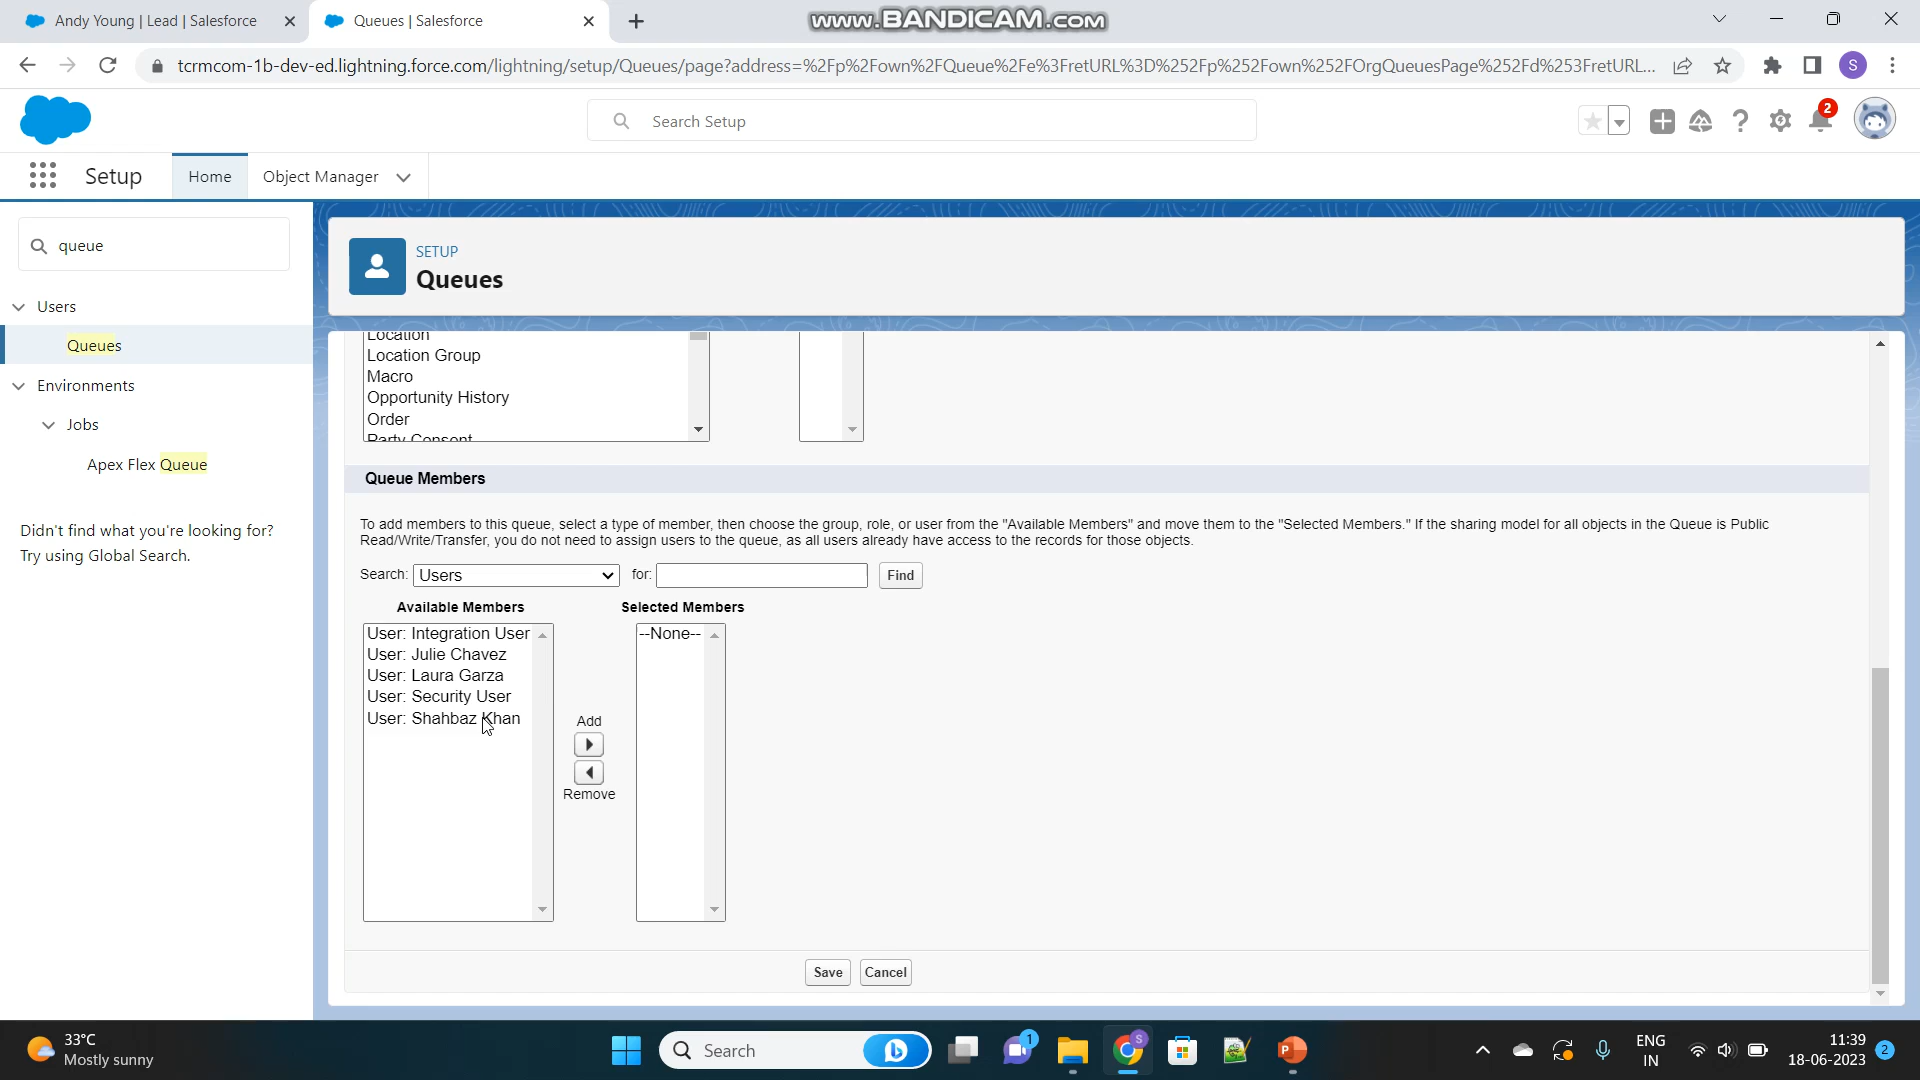 Andy Young | Lead | Salesforce
Queues | Salesforce
www.BANDICAM.com
tcrmcom-1b-dev-ed.lightning.force.com/lightning/setup/Queues/page?address=%2Fp%2Fown%2FQueue%2Fe%3FretURL%3D%252Fp%252Fown%252FOrgQueuesPage%252Fd%253FretURL...
S
Search Setup
2
Setup
Home
Object Manager
queue
Users
Queues
Environments
Jobs
Apex Flex Queue
Didn't find what you're looking for?
Try using Global Search.
SETUP
Queues
Location
Location Group
Macro
Opportunity History
Order
Party Consent
Queue Members
To add members to this queue, select a type of member, then choose the group, role, or user from the "Available Members" and move them to the "Selected Members." If the sharing model for all objects in the Queue is Public
Read/Write/Transfer, you do not need to assign users to the queue, as all users already have access to the records for those objects.
Search: Users for: Find
Available Members
Selected Members
User: Integration User
User: Julie Chavez
User: Laura Garza
User: Security User
User: Shahbaz Khan
Add
Remove
--None--
Save
Cancel
33°C
Mostly sunny
Search
1
S
ENG
IN
11:39
18-06-2023
2